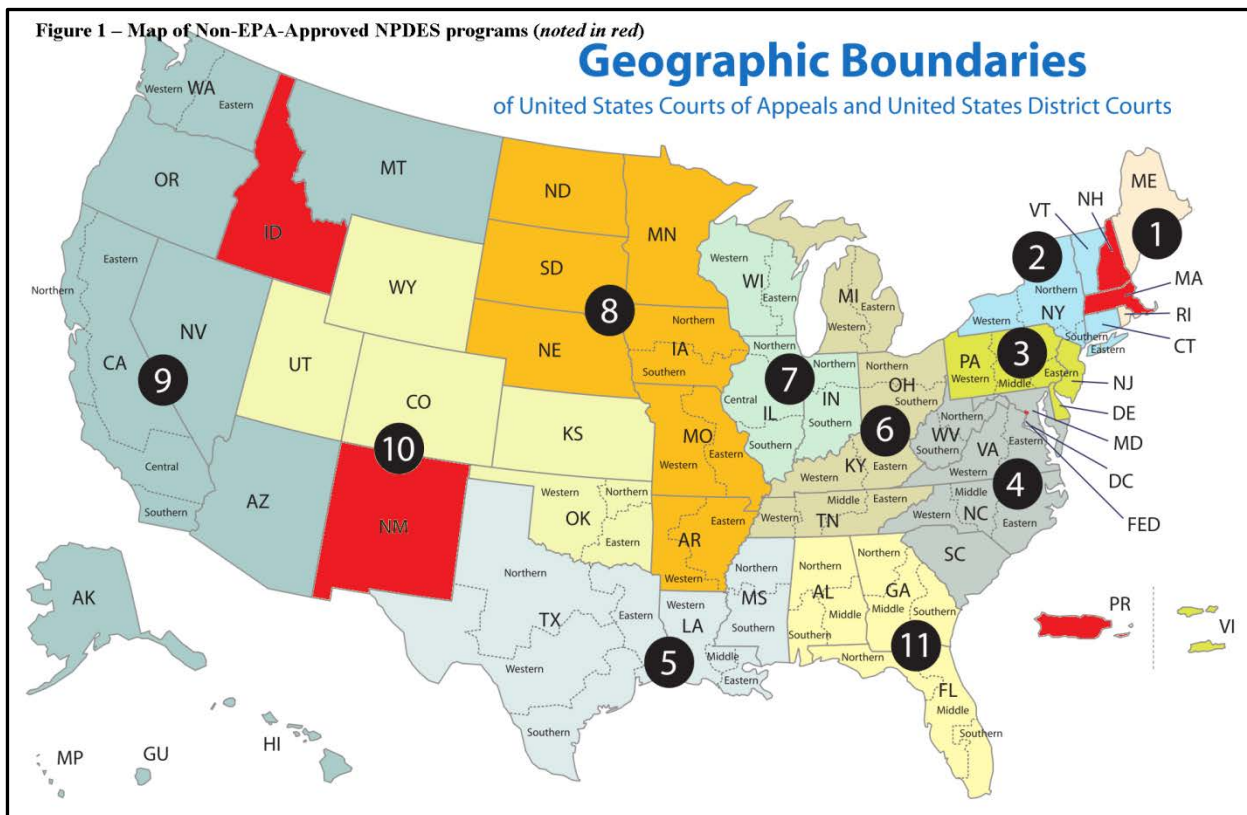 Figure 1 – Map of Non-EPA-Approved NPDES programs (noted in red)
Geographic Boundaries
of United States Courts of Appeals and United States District Courts
WA
Western
Eastern
OR
ID
MT
Eastern
Northern
NV
CA
9
Central
Southern
AZ
WY
UT
CO
10
NM
KS
Western
Northern
OK
Eastern
ND
SD
NE
MN
8
Northern
IA
Southern
MO
Western
Eastern
Eastern
AR
Western
Northern
TX
Eastern
Western
Southern
Western
LA
Middle
Eastern
5
Northern
MS
Southern
Western
WI
Eastern
7
Northern
Central
IL
Southern
Northern
IN
Southern
MI
Western
Eastern
Northern
OH
Southern
6
KY
Western
Eastern
Middle
Eastern
Western
TN
Northern
AL
Middle
Southern
Northern
GA
Middle
Southern
11
Northern
FL
Middle
Southern
ME
1
NH
VT
2
Northern
Western
NY
Southern
Eastern
MA
RI
CT
PA
3
Western
Middle
Eastern
NJ
DE
MD
DC
FED
Northern
WV
Southern
VA
Eastern
Western
4
Middle
Western
NC
Eastern
SC
PR
VI
AK
HI
MP
GU